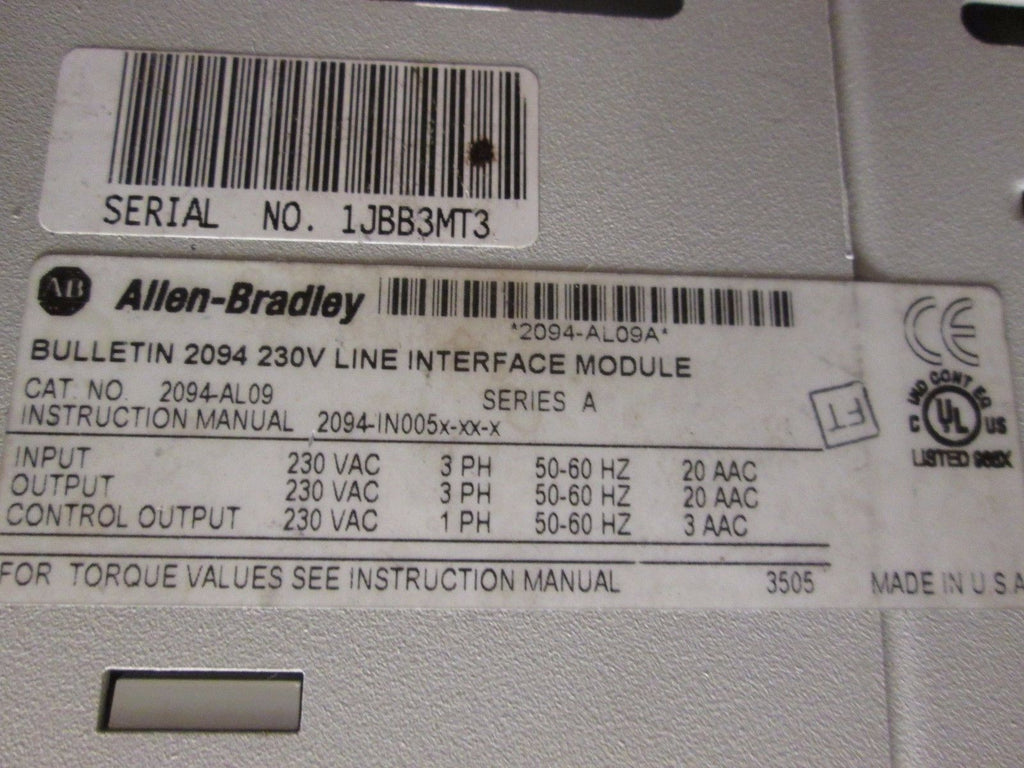 SERIAL NO. 1JBB3MT3
AB Allen-Bradley
*2094-AL09A*
BULLETIN 2094 230V LINE INTERFACE MODULE
CAT. NO. 2094-AL09 SERIES A
INSTRUCTION MANUAL 2094-IN005x-xx-x
FT
CE
IND CONT EQ
C UL US
LISTED
INPUT 230 VAC 3 PH 50-60 HZ 20 AAC
OUTPUT 230 VAC 3 PH 50-60 HZ 20 AAC
CONTROL OUTPUT 230 VAC 1 PH 50-60 HZ 3 AAC
FOR TORQUE VALUES SEE INSTRUCTION MANUAL 3505 MADE IN U S A